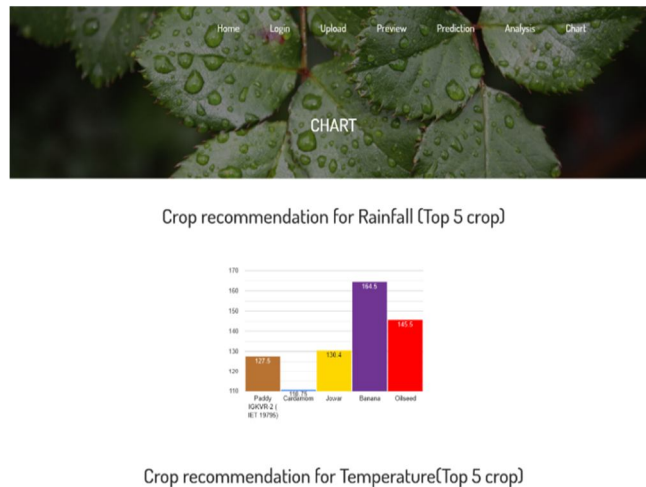 Home Login Upload Preview Prediction Analysis Chart
CHART
Crop recommendation for Rainfall (Top 5 crop)
170
160
150
140
130
120
110
164.5
145.5
130.4
110.75
Paddy
IGKVR-2 (
IET 19795)
Cardamom
Jowar
Banana
Oilseed
Crop recommendation for Temperature(Top 5 crop)